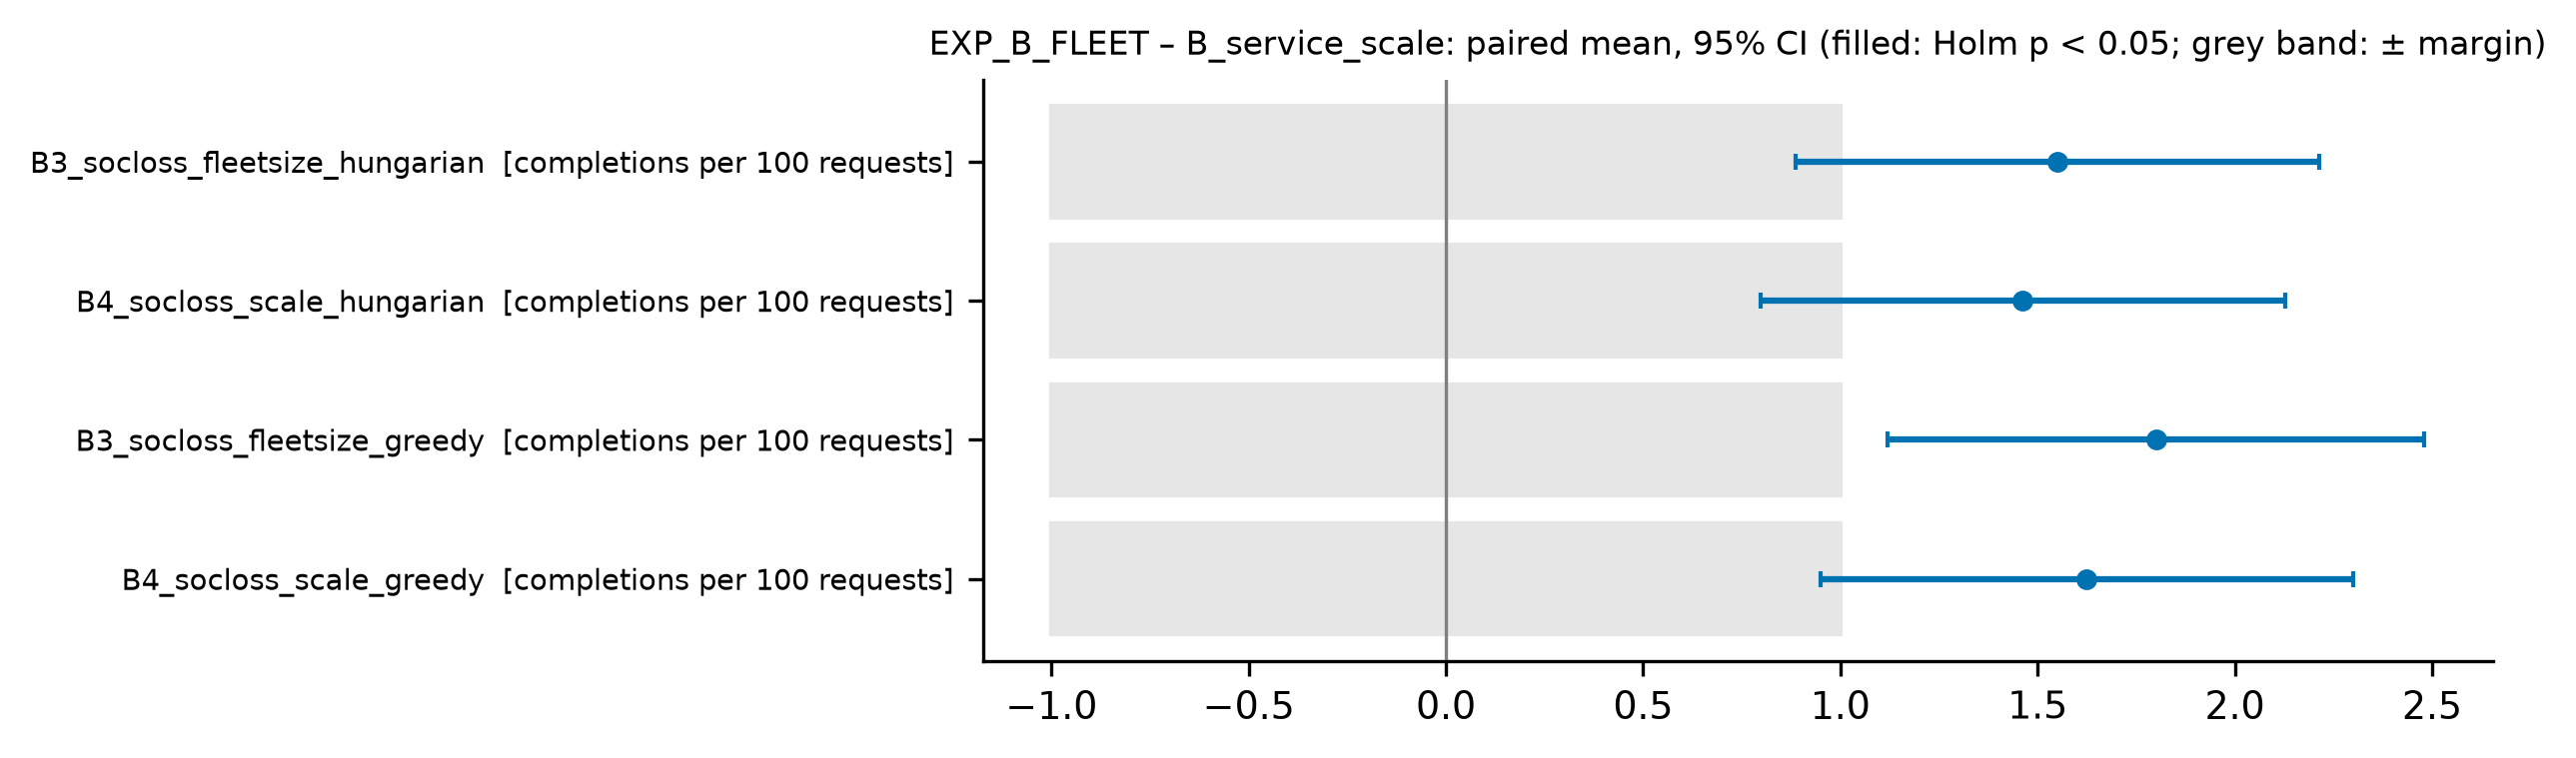 EXP_B_FLEET – B_service_scale: paired mean, 95% CI (filled: Holm p < 0.05; grey band: ± margin)
B3_socloss_fleetsize_hungarian [completions per 100 requests]
B4_socloss_scale_hungarian [completions per 100 requests]
B3_socloss_fleetsize_greedy [completions per 100 requests]
B4_socloss_scale_greedy [completions per 100 requests]
−1.0 −0.5 0.0 0.5 1.0 1.5 2.0 2.5